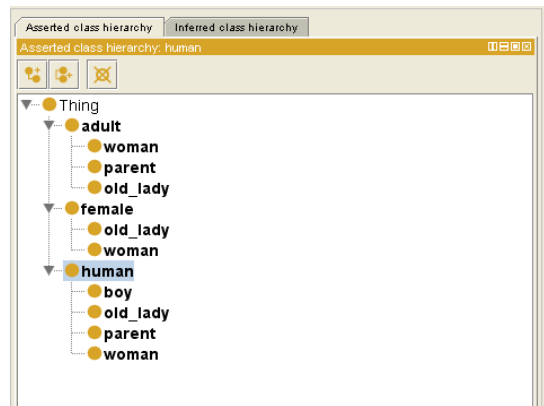 Asserted class hierarchy Inferred class hierarchy
Asserted class hierarchy: human
Thing
adult
woman
parent
old_lady
female
old_lady
woman
human
boy
old_lady
parent
woman